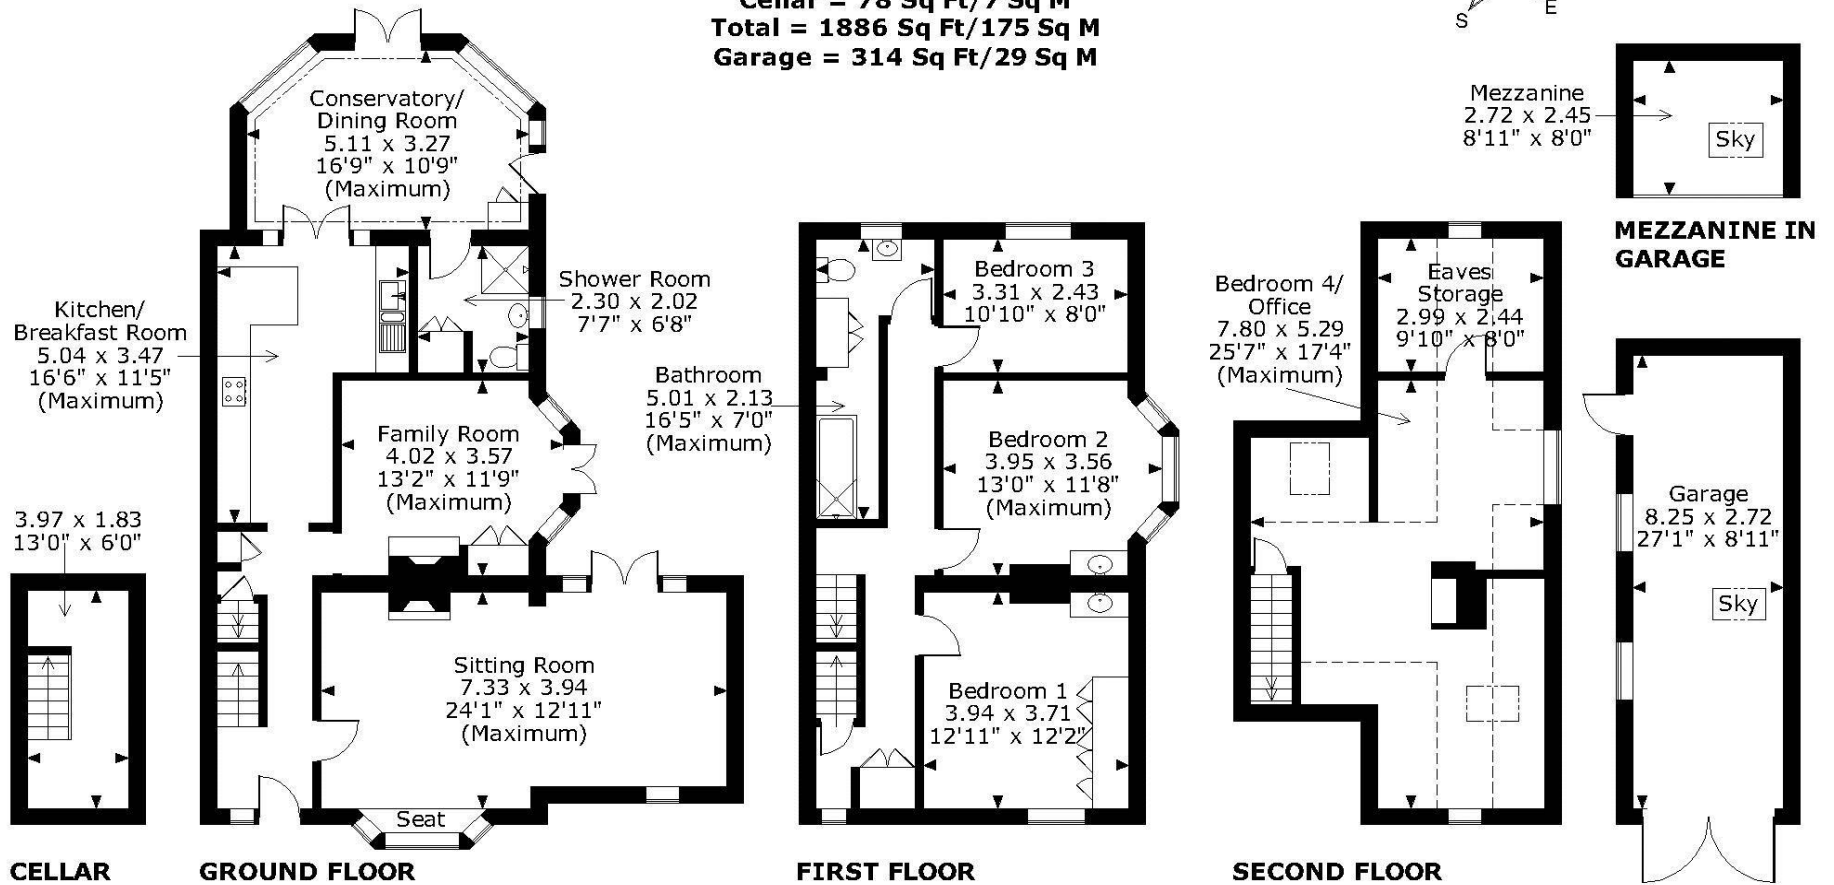 Cellar = 78 Sq Ft/7 Sq M
Total = 1886 Sq Ft/175 Sq M
Garage = 314 Sq Ft/29 Sq M
S
E
Conservatory/
Dining Room
5.11 x 3.27
16'9" x 10'9"
(Maximum)
Kitchen/
Breakfast Room
5.04 x 3.47
16'6" x 11'5"
(Maximum)
Shower Room
2.30 x 2.02
7'7" x 6'8"
Family Room
4.02 x 3.57
13'2" x 11'9"
(Maximum)
3.97 x 1.83
13'0" x 6'0"
Sitting Room
7.33 x 3.94
24'1" x 12'11"
(Maximum)
Seat
CELLAR
GROUND FLOOR
Bedroom 3
3.31 x 2.43
10'10" x 8'0"
Bathroom
5.01 x 2.13
16'5" x 7'0"
(Maximum)
Bedroom 2
3.95 x 3.56
13'0" x 11'8"
(Maximum)
Bedroom 1
3.94 x 3.71
12'11" x 12'2"
FIRST FLOOR
Bedroom 4/
Office
7.80 x 5.29
25'7" x 17'4"
(Maximum)
Eaves
Storage
2.99 x 2.44
9'10" x 8'0"
SECOND FLOOR
Mezzanine
2.72 x 2.45
8'11" x 8'0"
Sky
MEZZANINE IN
GARAGE
Garage
8.25 x 2.72
27'1" x 8'11"
Sky